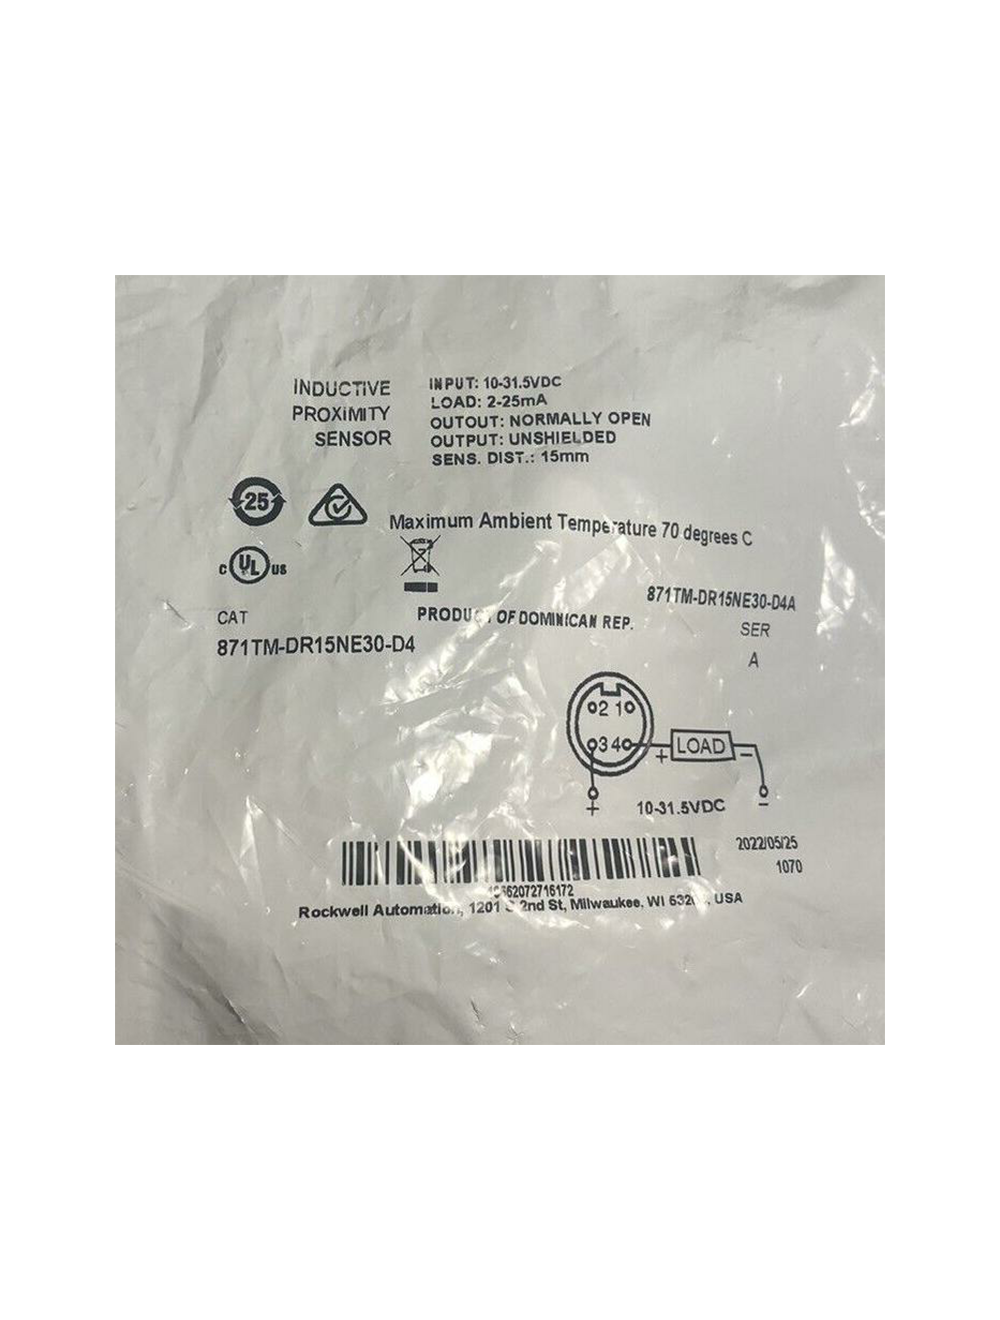 INDUCTIVE
PROXIMITY
SENSOR
INPUT: 10-31.5VDC
LOAD: 2-25mA
OUTOUT: NORMALLY OPEN
OUTPUT: UNSHIELDED
SENS. DIST.: 15mm
25
Maximum Ambient Temperature 70 degrees C
C UL US
CAT
871TM-DR15NE30-D4
PRODUCT OF DOMINICAN REP.
871TM-DR15NE30-D4A
SER
A
2 1
3 4
+ LOAD -
+ 10-31.5VDC -
2022/05/25
1070
Rockwell Automation, 1201 S 2nd St, Milwaukee, WI USA